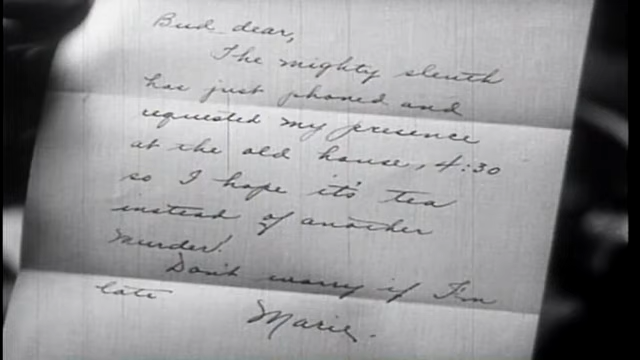 Bud dear,
The mighty sleuth
has just phoned and
requested my presence
at the old house, 4:30
so I hope it's tea
instead of another
murder!
Don't worry if I'm
late
Marie.